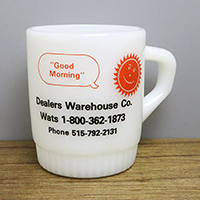 "Good
Morning"
Dealers Warehouse Co.
Wats 1-800-362-1873
Phone 515-792-2131